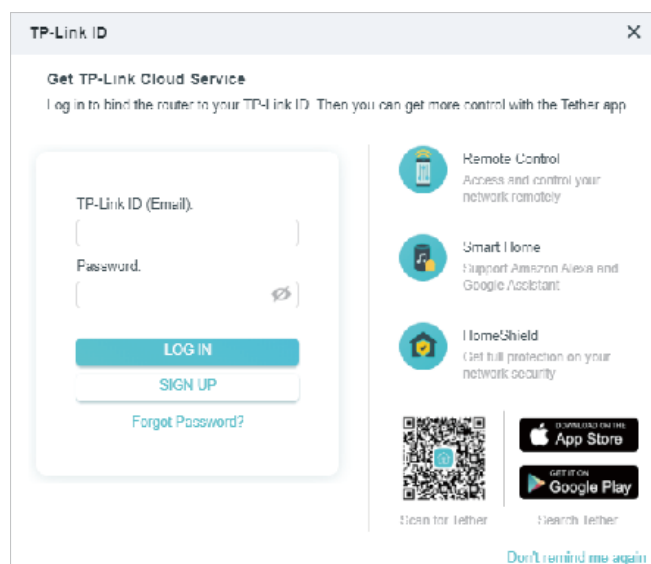 TP-Link ID
Get TP-Link Cloud Service
Log in to bind the router to your TP-Link ID. Then you can get more control with the Tether app
TP-Link ID (Email):
Password:
LOG IN
SIGN UP
Forgot Password?
Remote Control
Access and control your
network remotely
Smart Home
Support Amazon Alexa and
Google Assistant
HomeShield
Get full protection on your
network security
DOWNLOAD ON THE
App Store
GET IT ON
Google Play
Scan for Tether
Search Tether
Don't remind me again